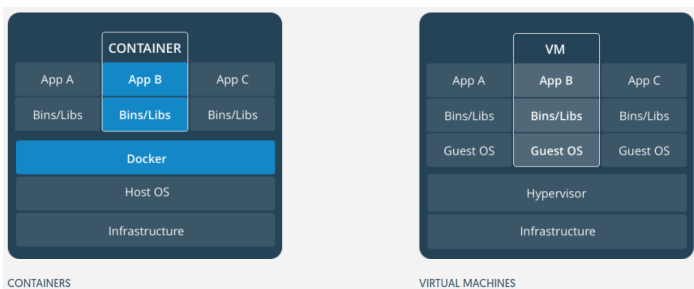 CONTAINER
App A App B App C
Bins/Libs Bins/Libs Bins/Libs
Docker
Host OS
Infrastructure
CONTAINERS
VM
App A App B App C
Bins/Libs Bins/Libs Bins/Libs
Guest OS Guest OS Guest OS
Hypervisor
Infrastructure
VIRTUAL MACHINES